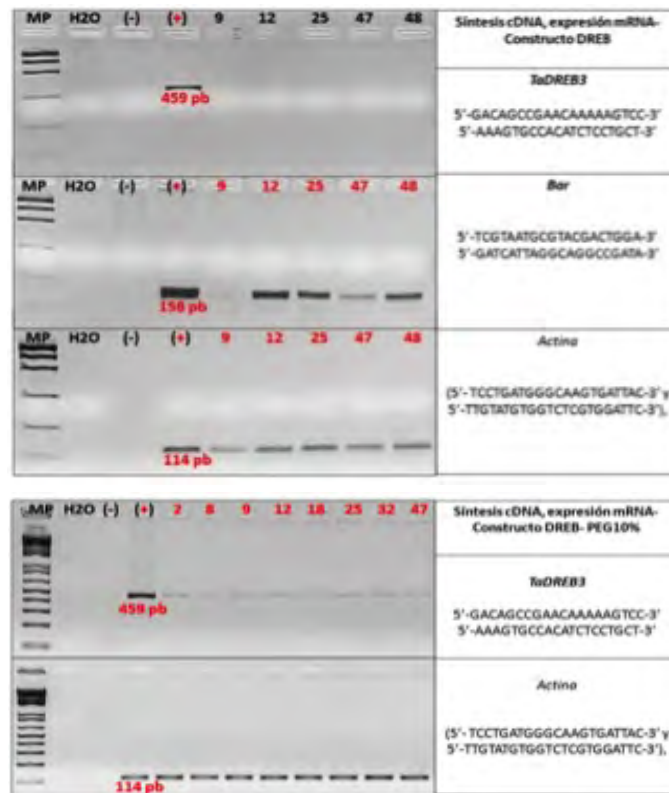 MP H2O (-) (+) 9 12 25 47 48
Síntesis cDNA, expresión mRNA-
Constructo DREB
459 pb
TaDREB3
5'-GACAGCCGAACAAAAAGTCC-3'
5'-AAAGTGCCACATCTCCTGCT-3'
MP H2O (-) (+) 9 12 25 47 48
Bar
5'-TCGTAATGCGTACGACTGGA-3'
5'-GATCATTAGGCAGGCCGATA-3'
158 pb
MP H2O (-) (+) 9 12 25 47 48
Actina
(5'- TCCTGATGGGCAAGTGATTAC-3' y
5'-TTGTATGTGGTCTCGTGGATTC-3'),
114 pb
MP H2O (-) (+) 2 8 9 12 18 25 32 47
Síntesis cDNA, expresión mRNA-
Constructo DREB- PEG10%
459 pb
TaDREB3
5'-GACAGCCGAACAAAAAGTCC-3'
5'-AAAGTGCCACATCTCCTGCT-3'
Actina
(5'- TCCTGATGGGCAAGTGATTAC-3' y
5'-TTGTATGTGGTCTCGTGGATTC-3'),
114 pb